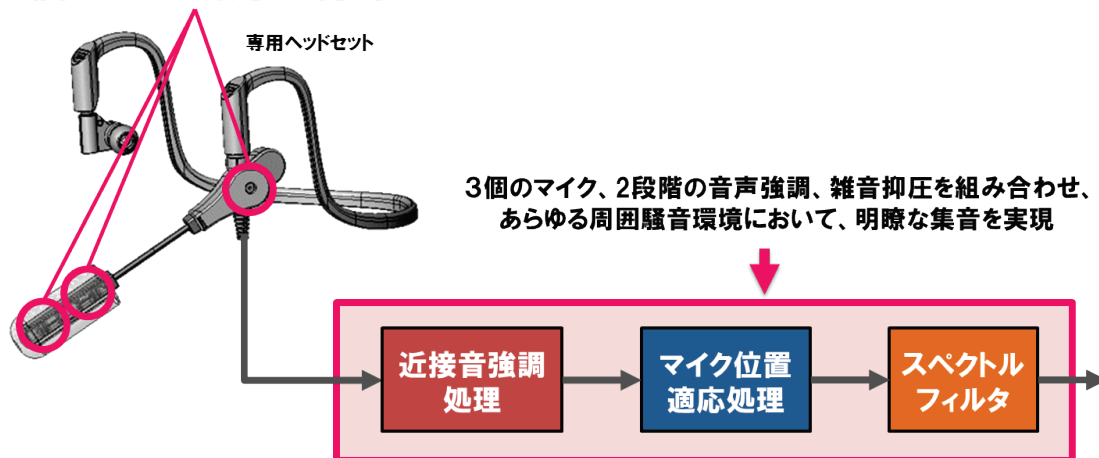 専用ヘッドセット
3個のマイク、2段階の音声強調、雑音抑圧を組み合わせ、
あらゆる周囲騒音環境において、明瞭な集音を実現
近接音強調
処理
マイク位置
適応処理
スペクトル
フィルタ